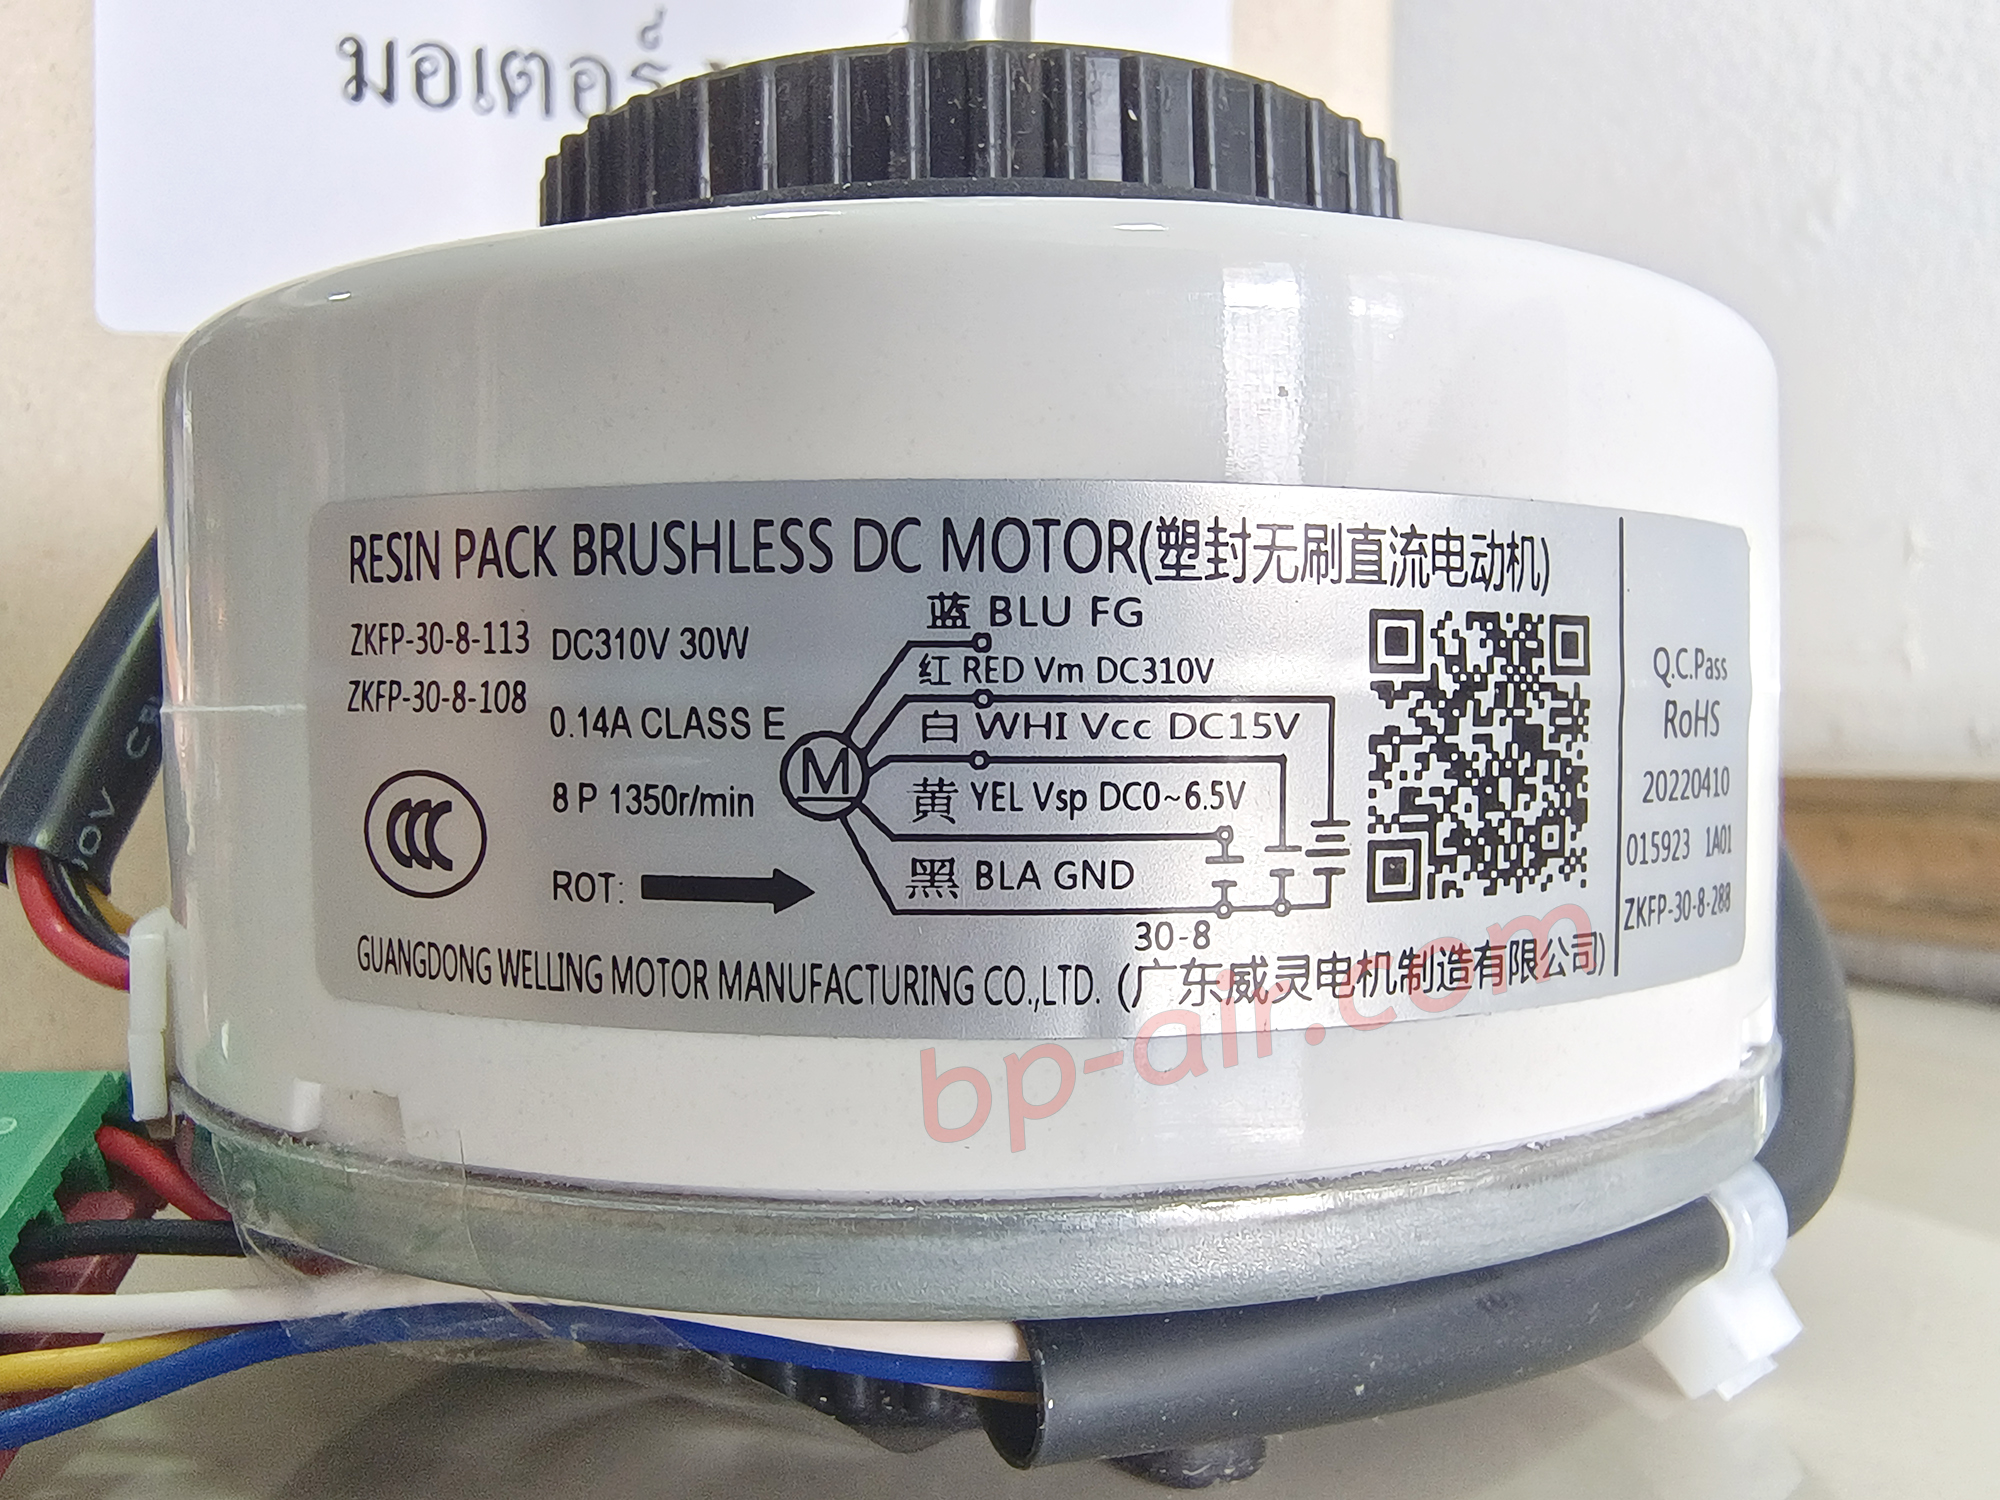 มอเตอร์
RESIN PACK BRUSHLESS DC MOTOR(塑封无刷直流电动机)
ZKFP-30-8-113
ZKFP-30-8-108
DC310V 30W
0.14A CLASS E
8 P 1350r/min
ROT:
CCC
M
蓝 BLU FG
红 RED Vm DC310V
白 WHI Vcc DC15V
黄 YEL Vsp DC0~6.5V
黑 BLA GND
30-8
GUANGDONG WELLING MOTOR MANUFACTURING CO.,LTD. (广东威灵电机制造有限公司)
Q.C.Pass
RoHS
20220410
015923 1A01
ZKFP-30-8-288
bp-air.com